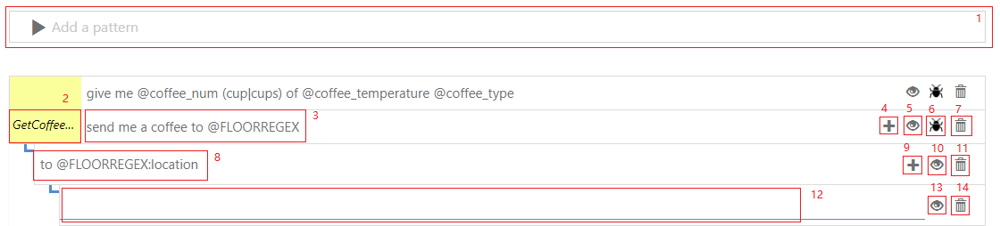 1
Add a pattern
2
give me @coffee_num (cup|cups) of @coffee_temperature @coffee_type
4 5 6 7
GetCoffee...
send me a coffee to @FLOORREGEX
3
to @FLOORREGEX:location
8
9 10 11
12
13 14